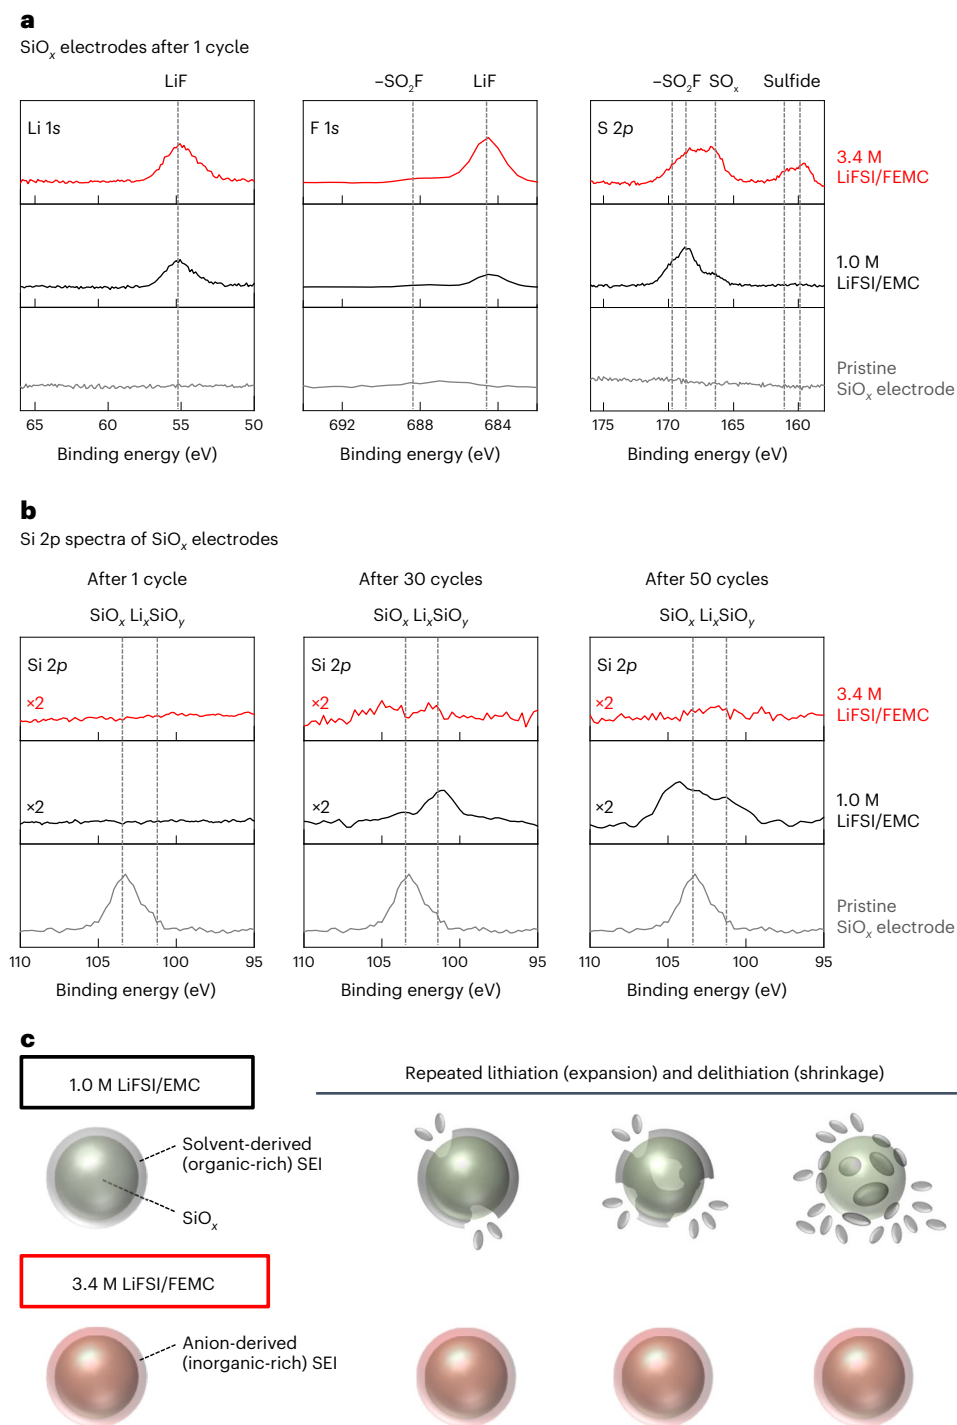 a
SiOx electrodes after 1 cycle
LiF
–SO2F
LiF
–SO2F SOx Sulfide
Li 1s
F 1s
S 2p
3.4 M
LiFSI/FEMC
1.0 M
LiFSI/EMC
Pristine
SiOx electrode
65 60 55 50
692 688 684
175 170 165 160
Binding energy (eV)
Binding energy (eV)
Binding energy (eV)
b
Si 2p spectra of SiOx electrodes
After 1 cycle
After 30 cycles
After 50 cycles
SiOx LixSiOy
SiOx LixSiOy
SiOx LixSiOy
Si 2p
Si 2p
Si 2p
×2
×2
×2
3.4 M
LiFSI/FEMC
×2
×2
×2
1.0 M
LiFSI/EMC
Pristine
SiOx electrode
110 105 100 95
110 105 100 95
110 105 100 95
Binding energy (eV)
Binding energy (eV)
Binding energy (eV)
c
1.0 M LiFSI/EMC
Repeated lithiation (expansion) and delithiation (shrinkage)
Solvent-derived
(organic-rich) SEI
SiOx
3.4 M LiFSI/FEMC
Anion-derived
(inorganic-rich) SEI